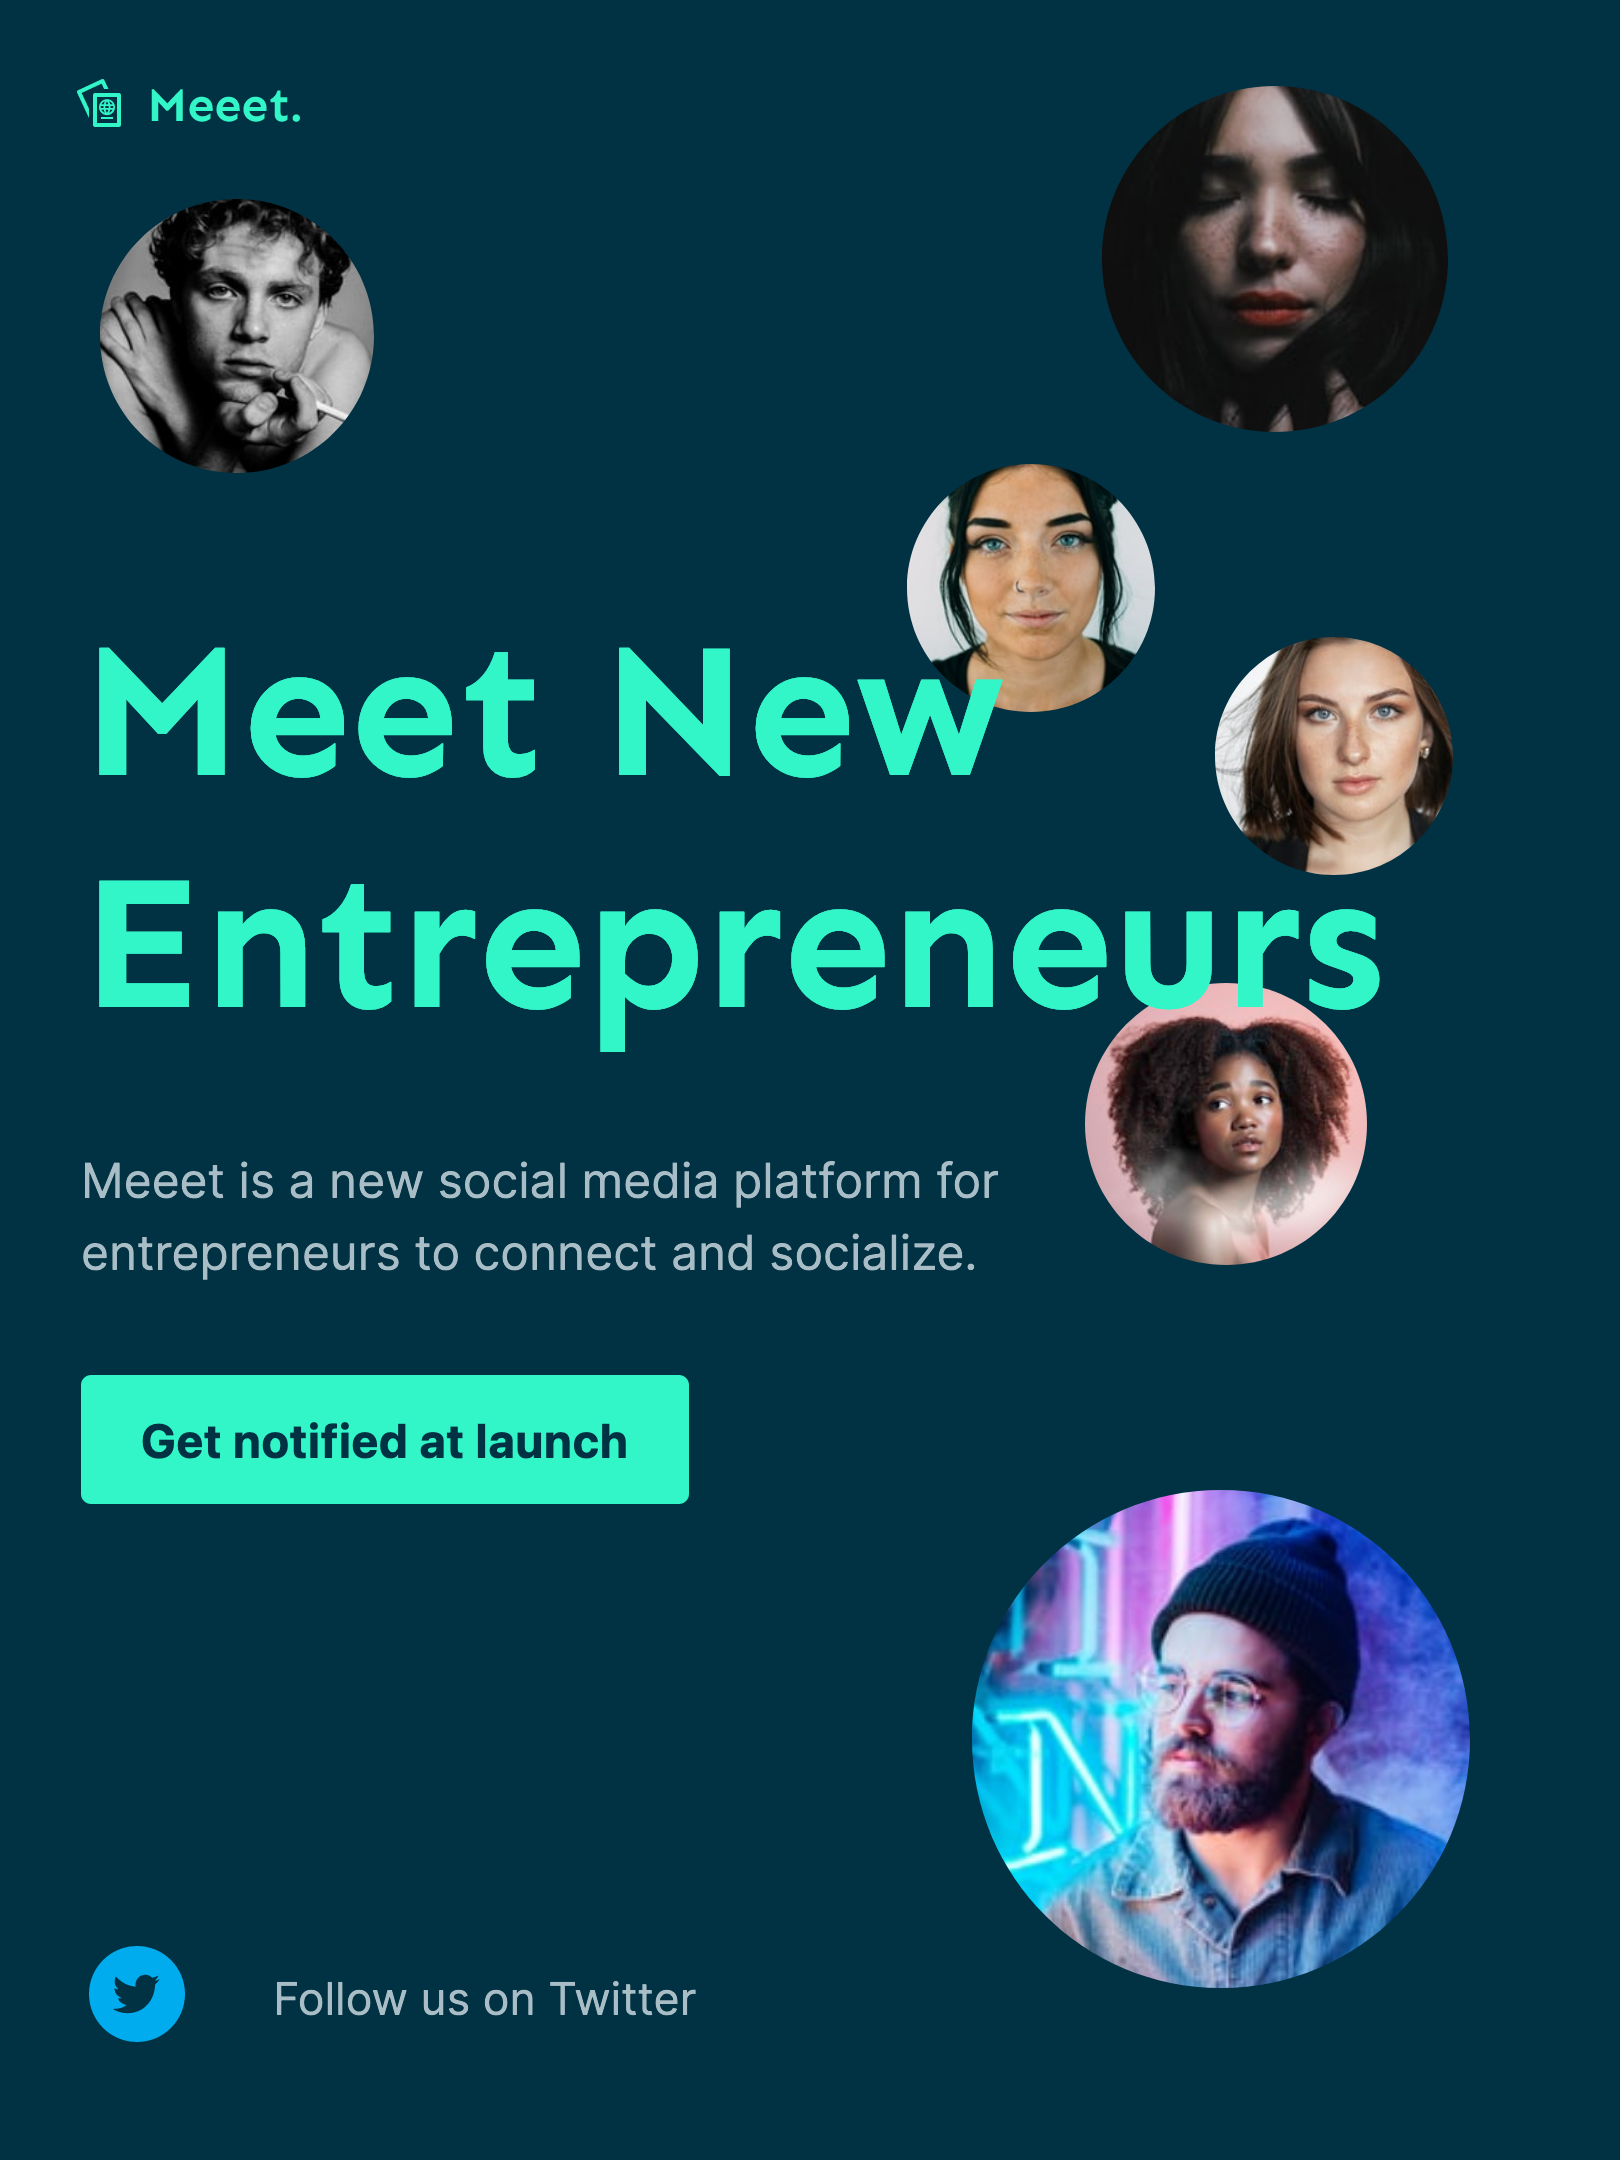 Meeet.
Meet New
Entrepreneurs
Meeet is a new social media platform for
entrepreneurs to connect and socialize.
Get notified at launch
N
Follow us on Twitter